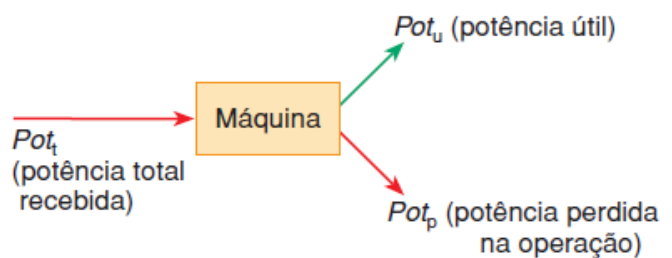 Potᵤ (potência útil)
Máquina
Potₜ
(potência total
recebida)
Potₚ (potência perdida
na operação)